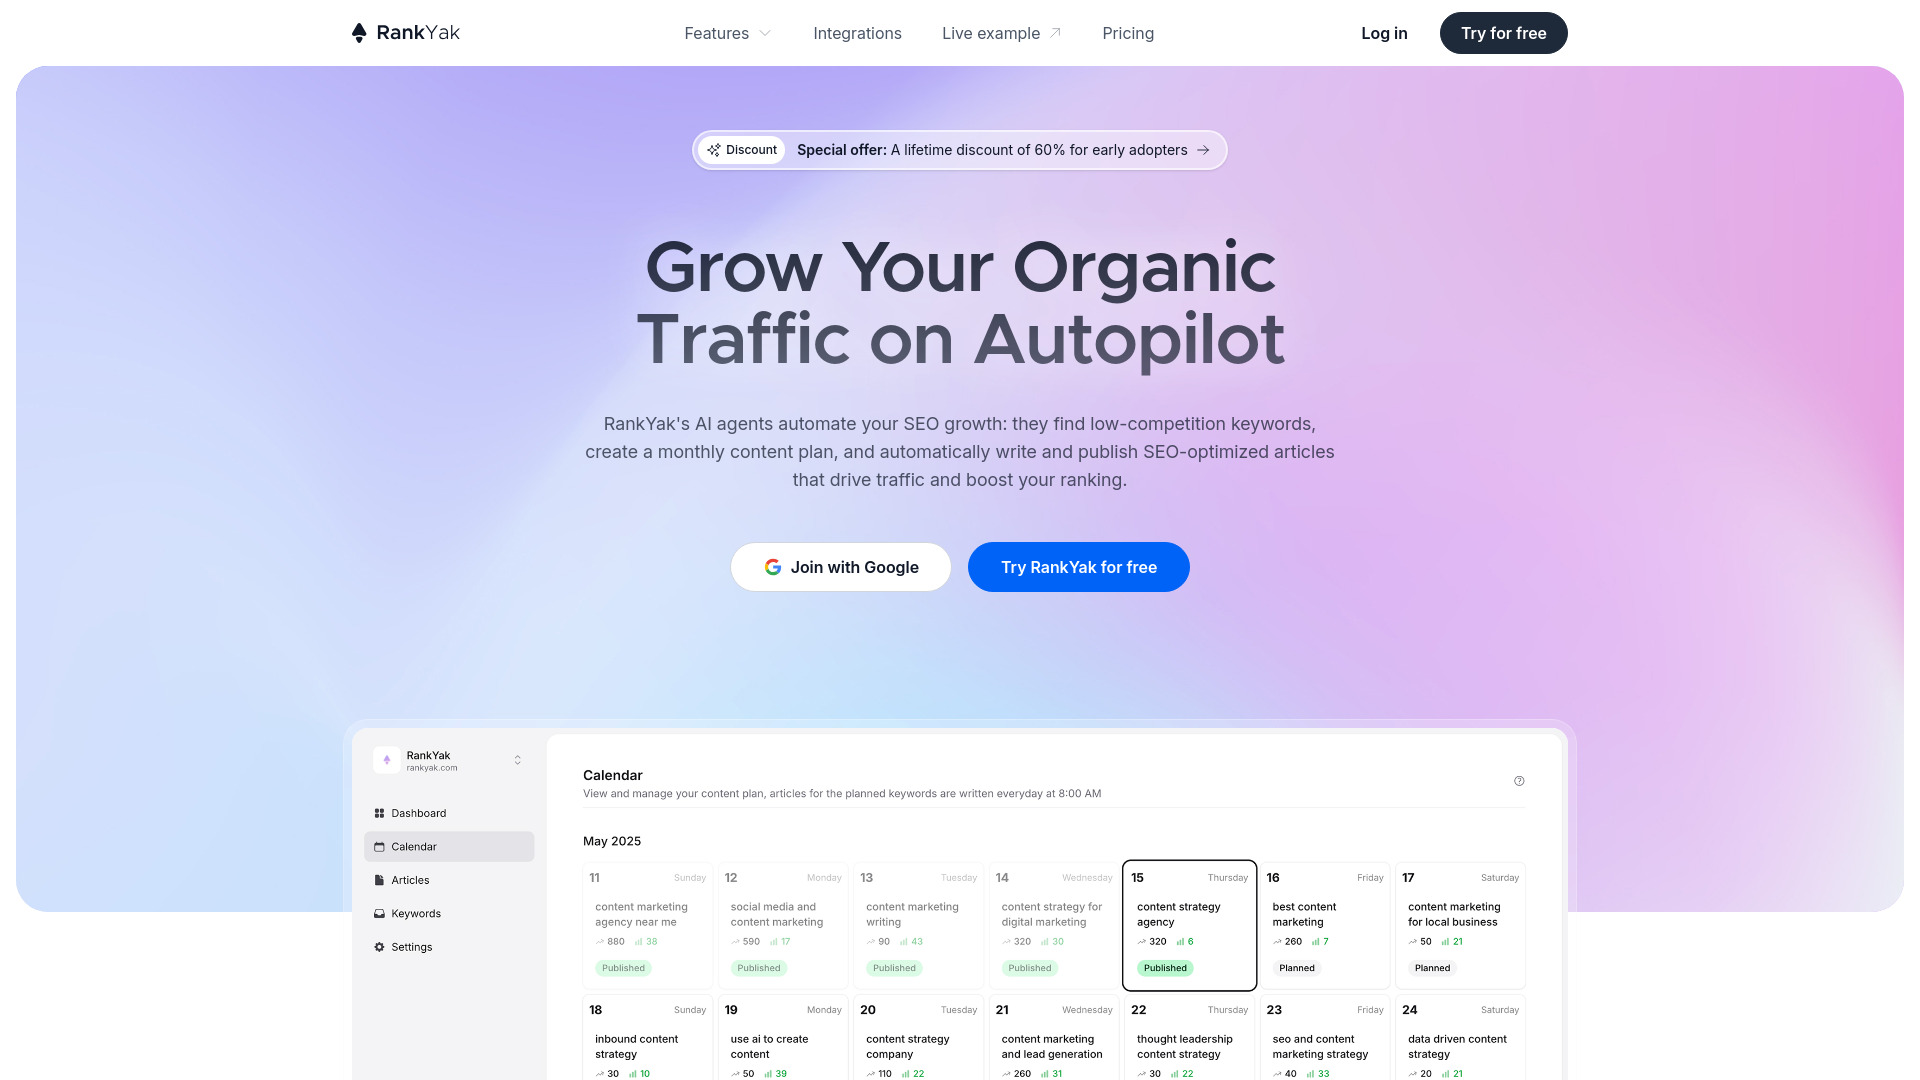 RankYak
Features
Integrations
Live example
Pricing
Log in
Try for free
Discount
Special offer: A lifetime discount of 60% for early adopters
Grow Your Organic
Traffic on Autopilot
RankYak's AI agents automate your SEO growth: they find low-competition keywords,
create a monthly content plan, and automatically write and publish SEO-optimized articles
that drive traffic and boost your ranking.
Join with Google
Try RankYak for free
RankYak
rankyak.com
Dashboard
Calendar
Articles
Keywords
Settings
Calendar
View and manage your content plan, articles for the planned keywords are written everyday at 8:00 AM
May 2025
11 Sunday
content marketing
agency near me
880 38
Published
12 Monday
social media and
content marketing
590 17
Published
13 Tuesday
content marketing
writing
90 43
Published
14 Wednesday
content strategy for
digital marketing
320 30
Published
15 Thursday
content strategy
agency
320 6
Published
16 Friday
best content
marketing
260 7
Planned
17 Saturday
content marketing
for local business
50 21
Planned
18 Sunday
inbound content
strategy
30 10
19 Monday
use ai to create
content
50 39
20 Tuesday
content strategy
company
110 22
21 Wednesday
content marketing
and lead generation
260 31
22 Thursday
thought leadership
content strategy
30 22
23 Friday
seo and content
marketing strategy
40 33
24 Saturday
data driven content
strategy
20 21